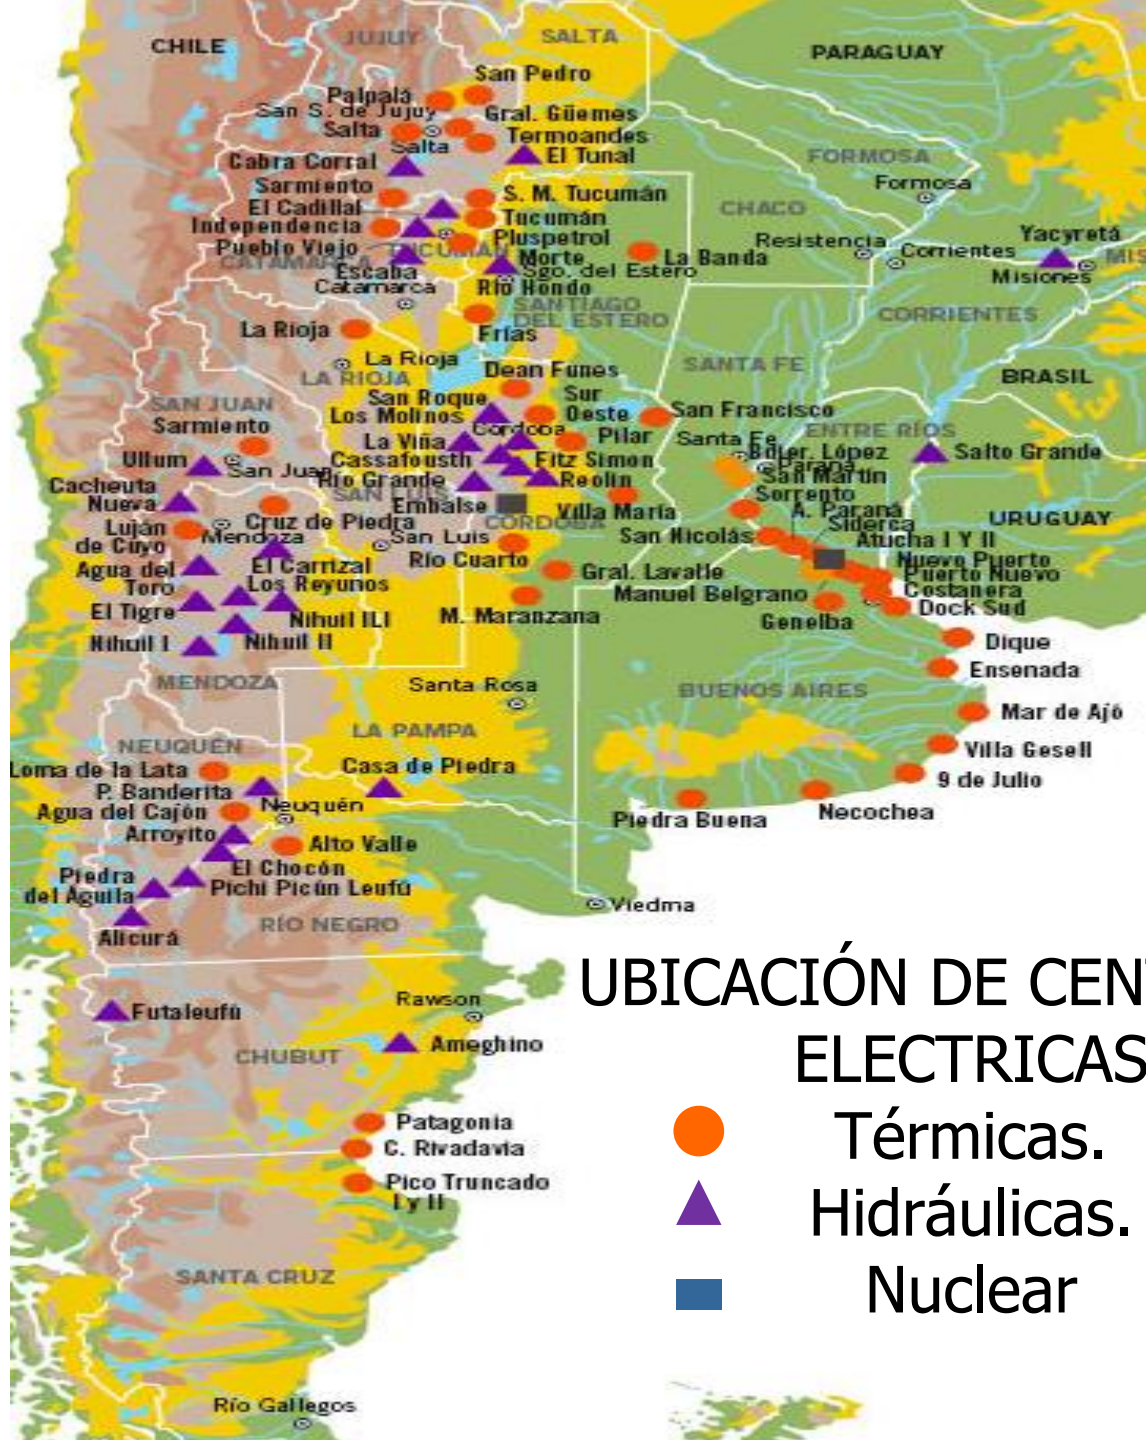 CHILE
JUJUY
SALTA
PARAGUAY
San Pedro
Palpalá
San S. de Jujuy
Gral. Güemes
Salta
Salta
Termoandes
El Tunal
Cabra Corral
FORMOSA
Formosa
Sarmiento
S. M. Tucumán
El Cadillal
CHACO
Independencia
Tucumán
Pueblo Viejo
TUCUMÁN
Pluspetrol
Morte
La Banda
Resistencia
Corrientes
Yacyretá
MIS
Misiones
CATAMARCA
Escaba
Sgo. del Estero
Catamarca
Río Hondo
SANTIAGO
DEL ESTERO
CORRIENTES
La Rioja
Frías
La Rioja
LA RIOJA
Dean Funes
SANTA FE
BRASIL
San Roque
Sur
SAN JUAN
Los Molinos
Oeste
San Francisco
Sarmiento
Córdoba
La Viña
Pilar
Santa Fe
ENTRE RÍOS
Ullum
San Juan
Cassafousth
Fitz Simon
Bdier. López
Salto Grande
Paraná
San Martín
Cacheuta
Nueva
Río Grande
SAN LUIS
Reolin
Sorrento
Embalse
CÓRDOBA
Villa María
A. Paraná
URUGUAY
Luján
de Cuyo
Mendoza
Cruz de Piedra
San Luis
San Nicolás
Siderca
Atucha I Y II
Agua del
Toro
El Carrizal
Río Cuarto
Gral. Lavalle
Nuevo Puerto
Puerto Nuevo
Los Reyunos
Manuel Belgrano
Costanera
El Tigre
Nihuil ILI
M. Maranzana
Genelba
Dock Sud
Nihuil I
Nihuil II
Dique
Ensenada
MENDOZA
Santa Rosa
BUENOS AIRES
Mar de Ajó
LA PAMPA
NEUQUÉN
Villa Gesell
Loma de la Lata
Casa de Piedra
9 de Julio
P. Banderita
Neuquén
Agua del Cajón
Piedra Buena
Necochea
Arroyito
Alto Valle
El Chocón
Piedra
del Aguila
Pichi Picún Leufú
Viedma
Alicurá
RÍO NEGRO
UBICACIÓN DE CEN
ELECTRICAS
Futaleufú
Rawson
Ameghino
CHUBUT
Patagonia
C. Rivadavia
Pico Truncado
I y II
Térmicas.
Hidráulicas.
Nuclear
SANTA CRUZ
Río Gallegos